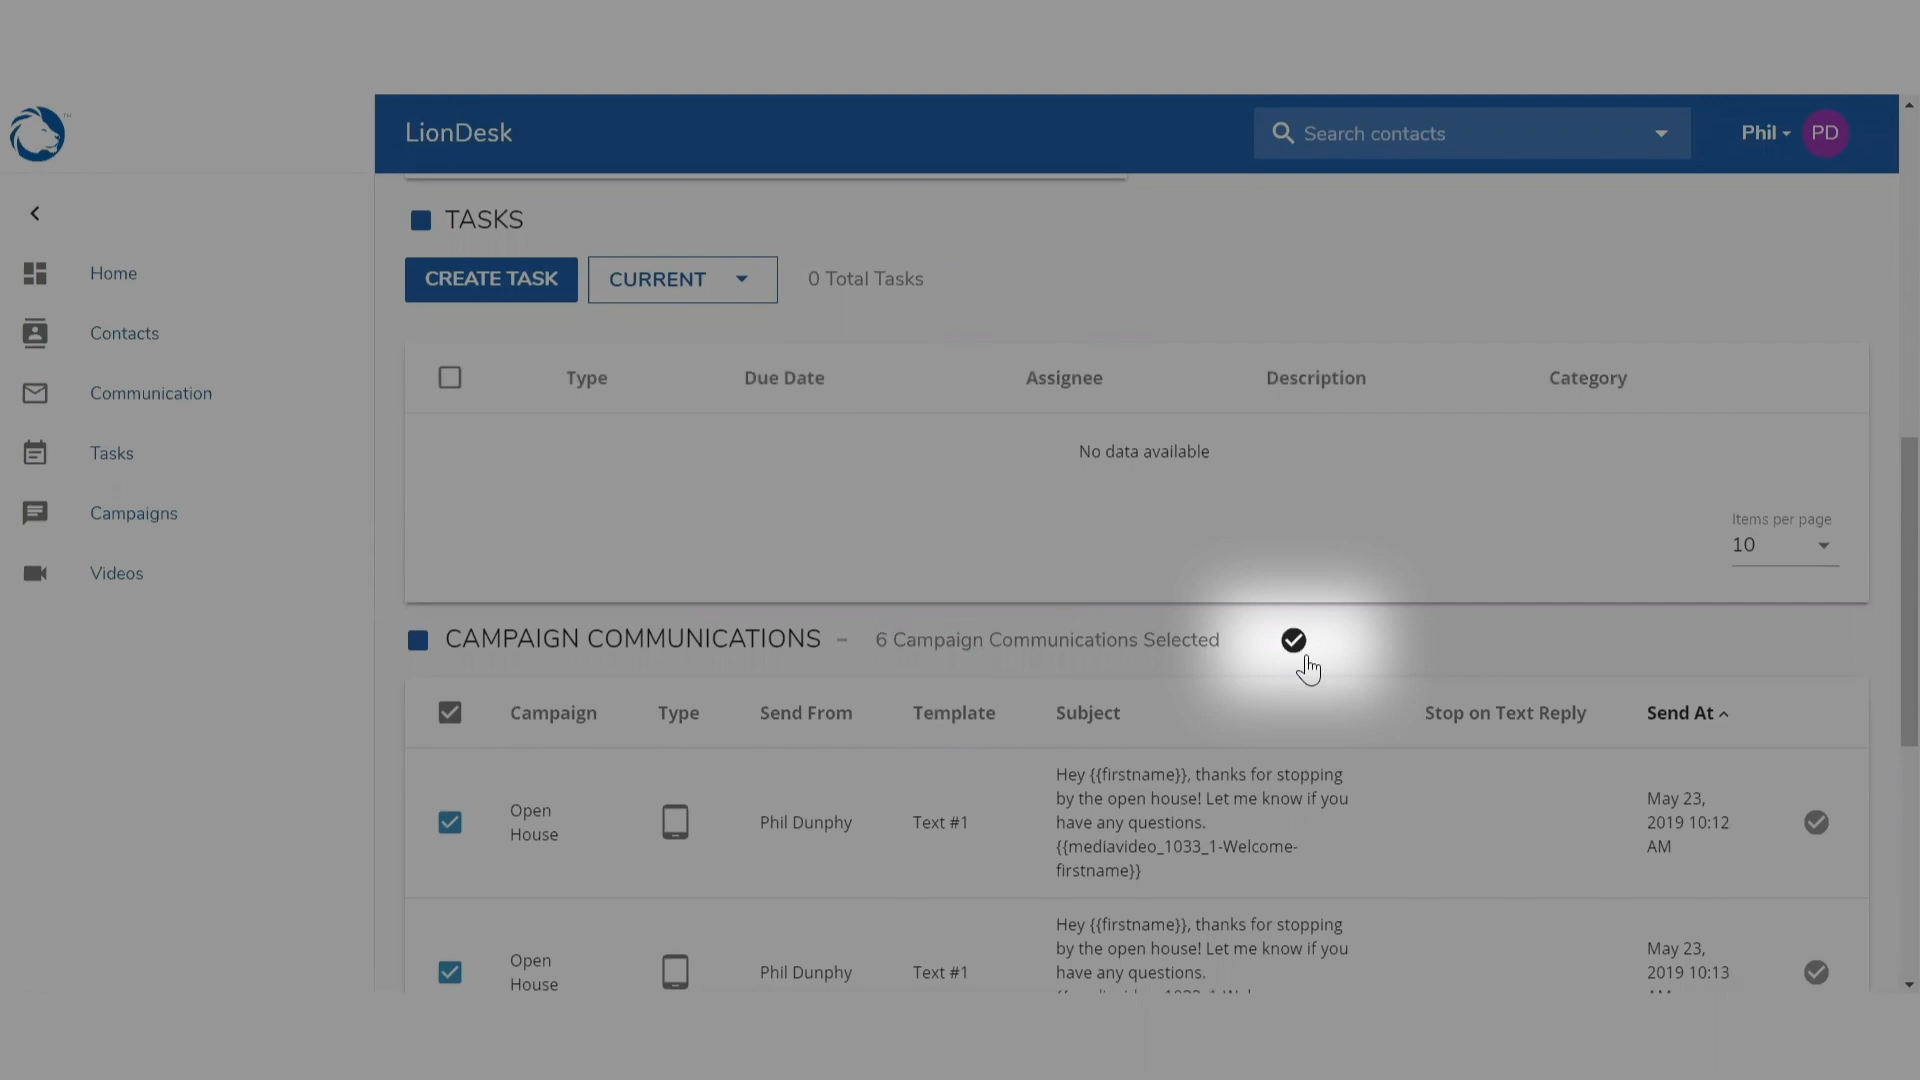 TM
LionDesk
Search contacts
Phil
PD
Home
Contacts
Communication
Tasks
Campaigns
Videos
TASKS
CREATE TASK
CURRENT
0 Total Tasks
Type Due Date Assignee Description Category
No data available
Items per page
10
CAMPAIGN COMMUNICATIONS - 6 Campaign Communications Selected
Campaign Type Send From Template Subject Stop on Text Reply Send At
Open
House
Phil Dunphy
Text #1
Hey {{firstname}}, thanks for stopping
by the open house! Let me know if you
have any questions.
{{mediavideo_1033_1-Welcome-
firstname}}
May 23,
2019 10:12
AM
Open
House
Phil Dunphy
Text #1
Hey {{firstname}}, thanks for stopping
by the open house! Let me know if you
have any questions.
May 23,
2019 10:13